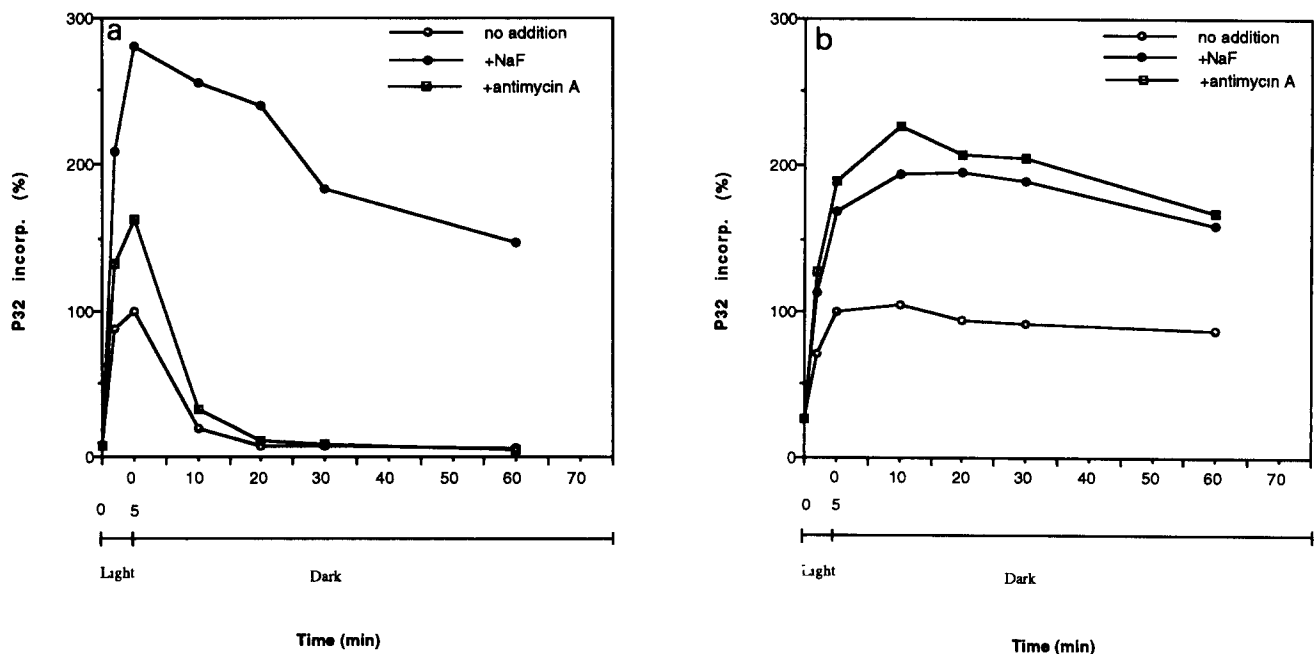 a
no addition
+NaF
+antimycin A
300
200
100
0
P32 incorp. (%)
0 10 20 30 40 50 60 70
0 5
Light Dark
Time (min)
b
no addition
+NaF
+antimycin A
300
200
100
0
P32 incorp. (%)
0 10 20 30 40 50 60 70
0 5
Light Dark
Time (min)